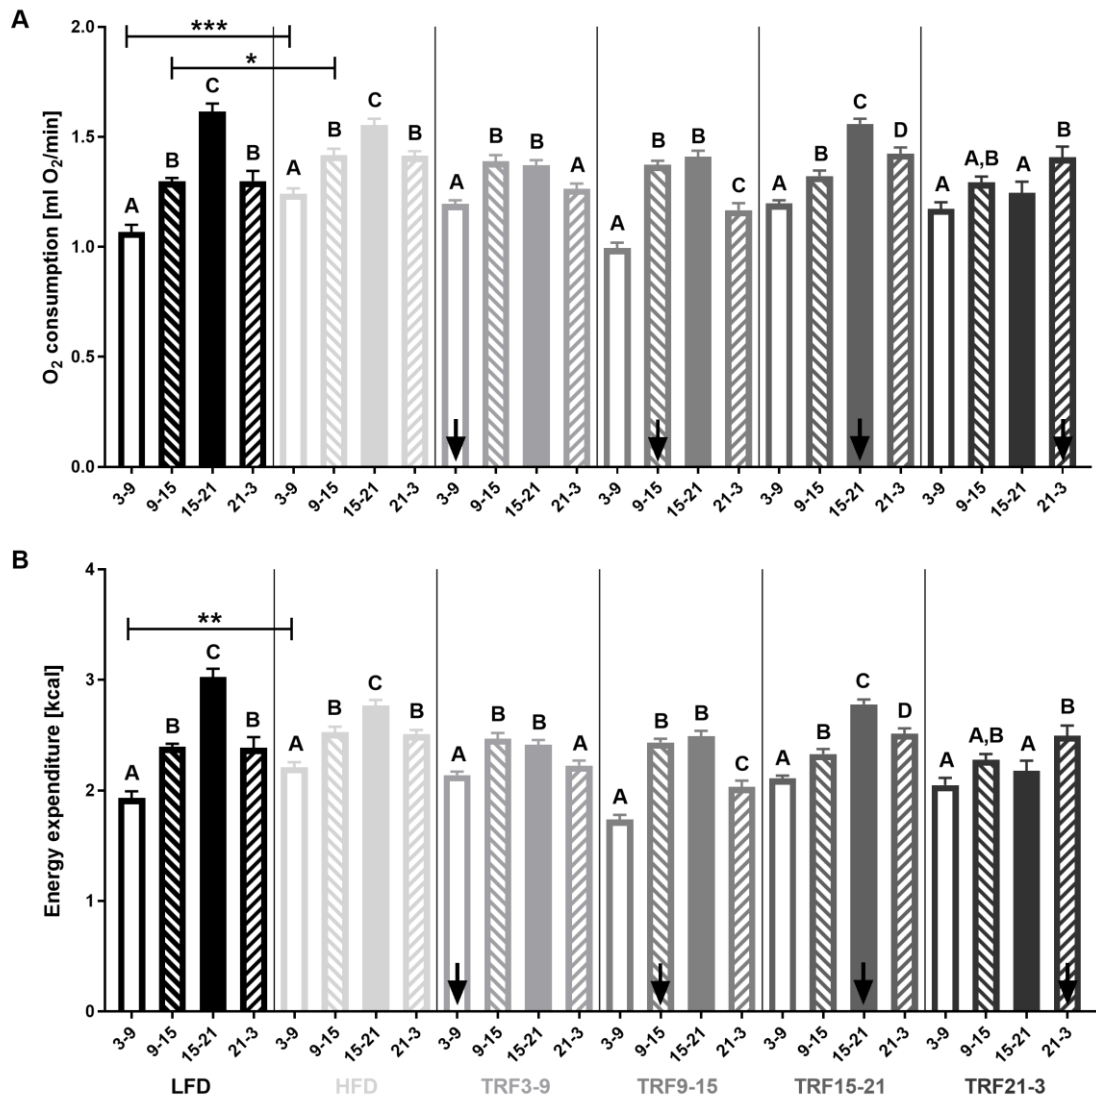 A
O₂ consumption [ml O₂/min]
2.0
1.5
1.0
0.5
0.0
***
*
A B C B
A B C B
A B B A
A B B C
A B C D
A A,B A B
3-9 9-15 15-21 21-3 3-9 9-15 15-21 21-3 3-9 9-15 15-21 21-3 3-9 9-15 15-21 21-3 3-9 9-15 15-21 21-3 3-9 9-15 15-21 21-3
B
Energy expenditure [kcal]
4
3
2
1
0
**
A B C B
A B C B
A B B A
A B B C
A B C D
A A,B A B
3-9 9-15 15-21 21-3 3-9 9-15 15-21 21-3 3-9 9-15 15-21 21-3 3-9 9-15 15-21 21-3 3-9 9-15 15-21 21-3 3-9 9-15 15-21 21-3
LFD HFD TRF3-9 TRF9-15 TRF15-21 TRF21-3